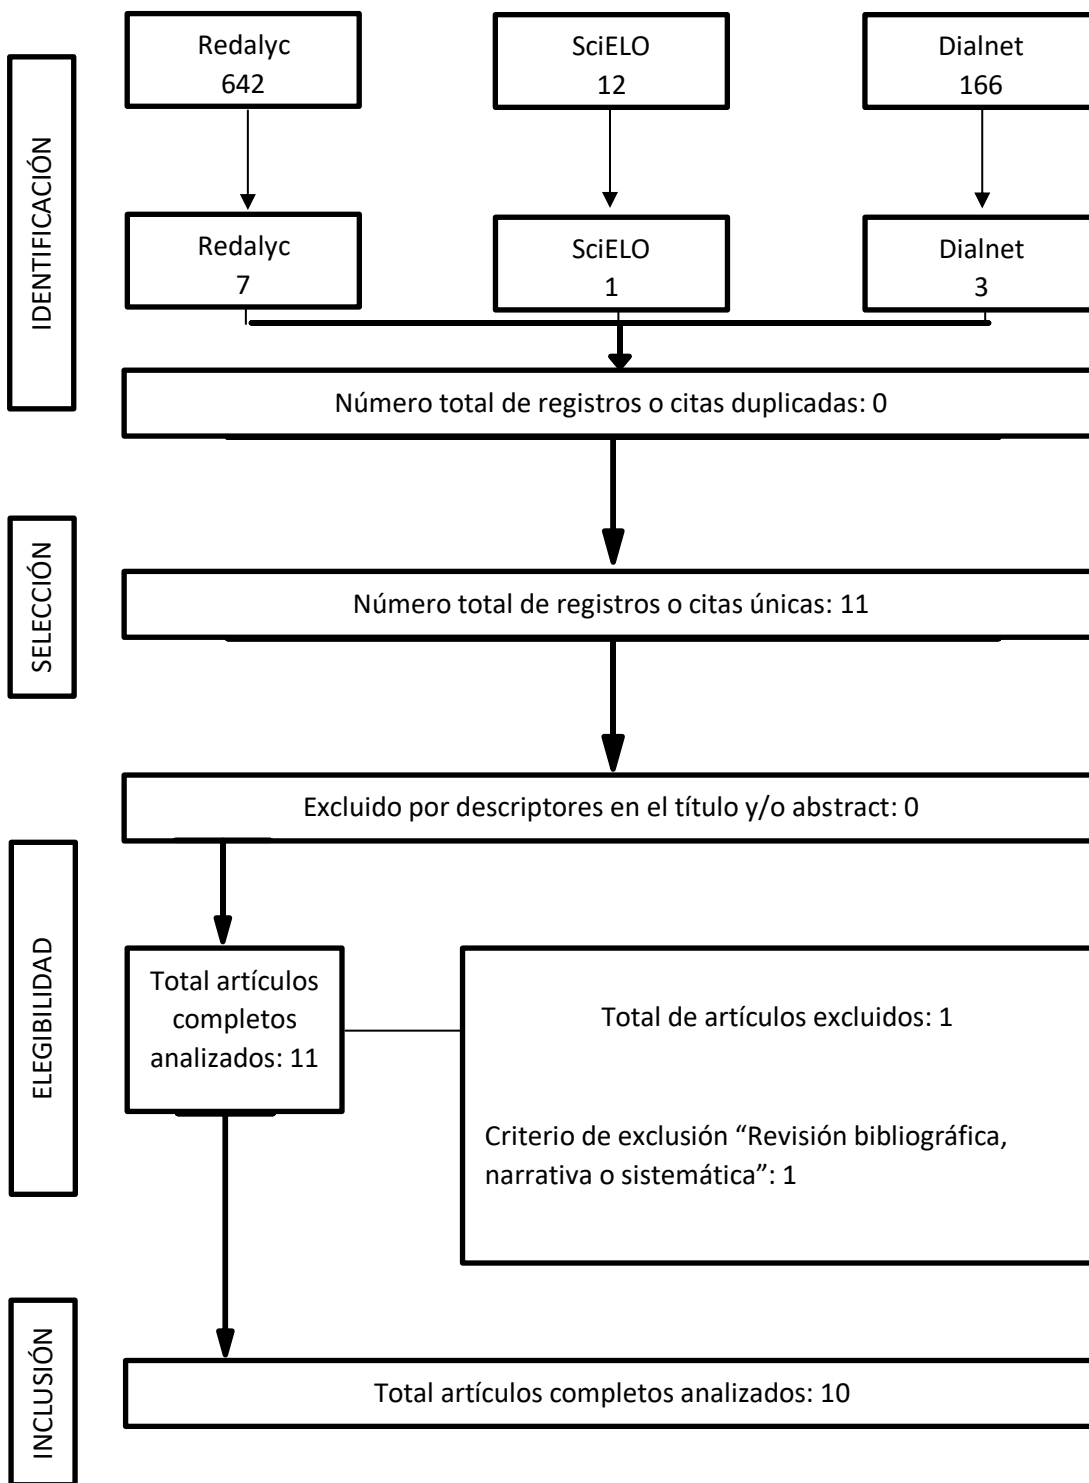 IDENTIFICACIÓN
Redalyc
642
SciELO
12
Dialnet
166
Redalyc
7
SciELO
1
Dialnet
3
Número total de registros o citas duplicadas: 0
SELECCIÓN
Número total de registros o citas únicas: 11
Excluido por descriptores en el título y/o abstract: 0
ELEGIBILIDAD
Total artículos
completos
analizados: 11
Total de artículos excluidos: 1
Criterio de exclusión “Revisión bibliográfica,
narrativa o sistemática”: 1
INCLUSIÓN
Total artículos completos analizados: 10